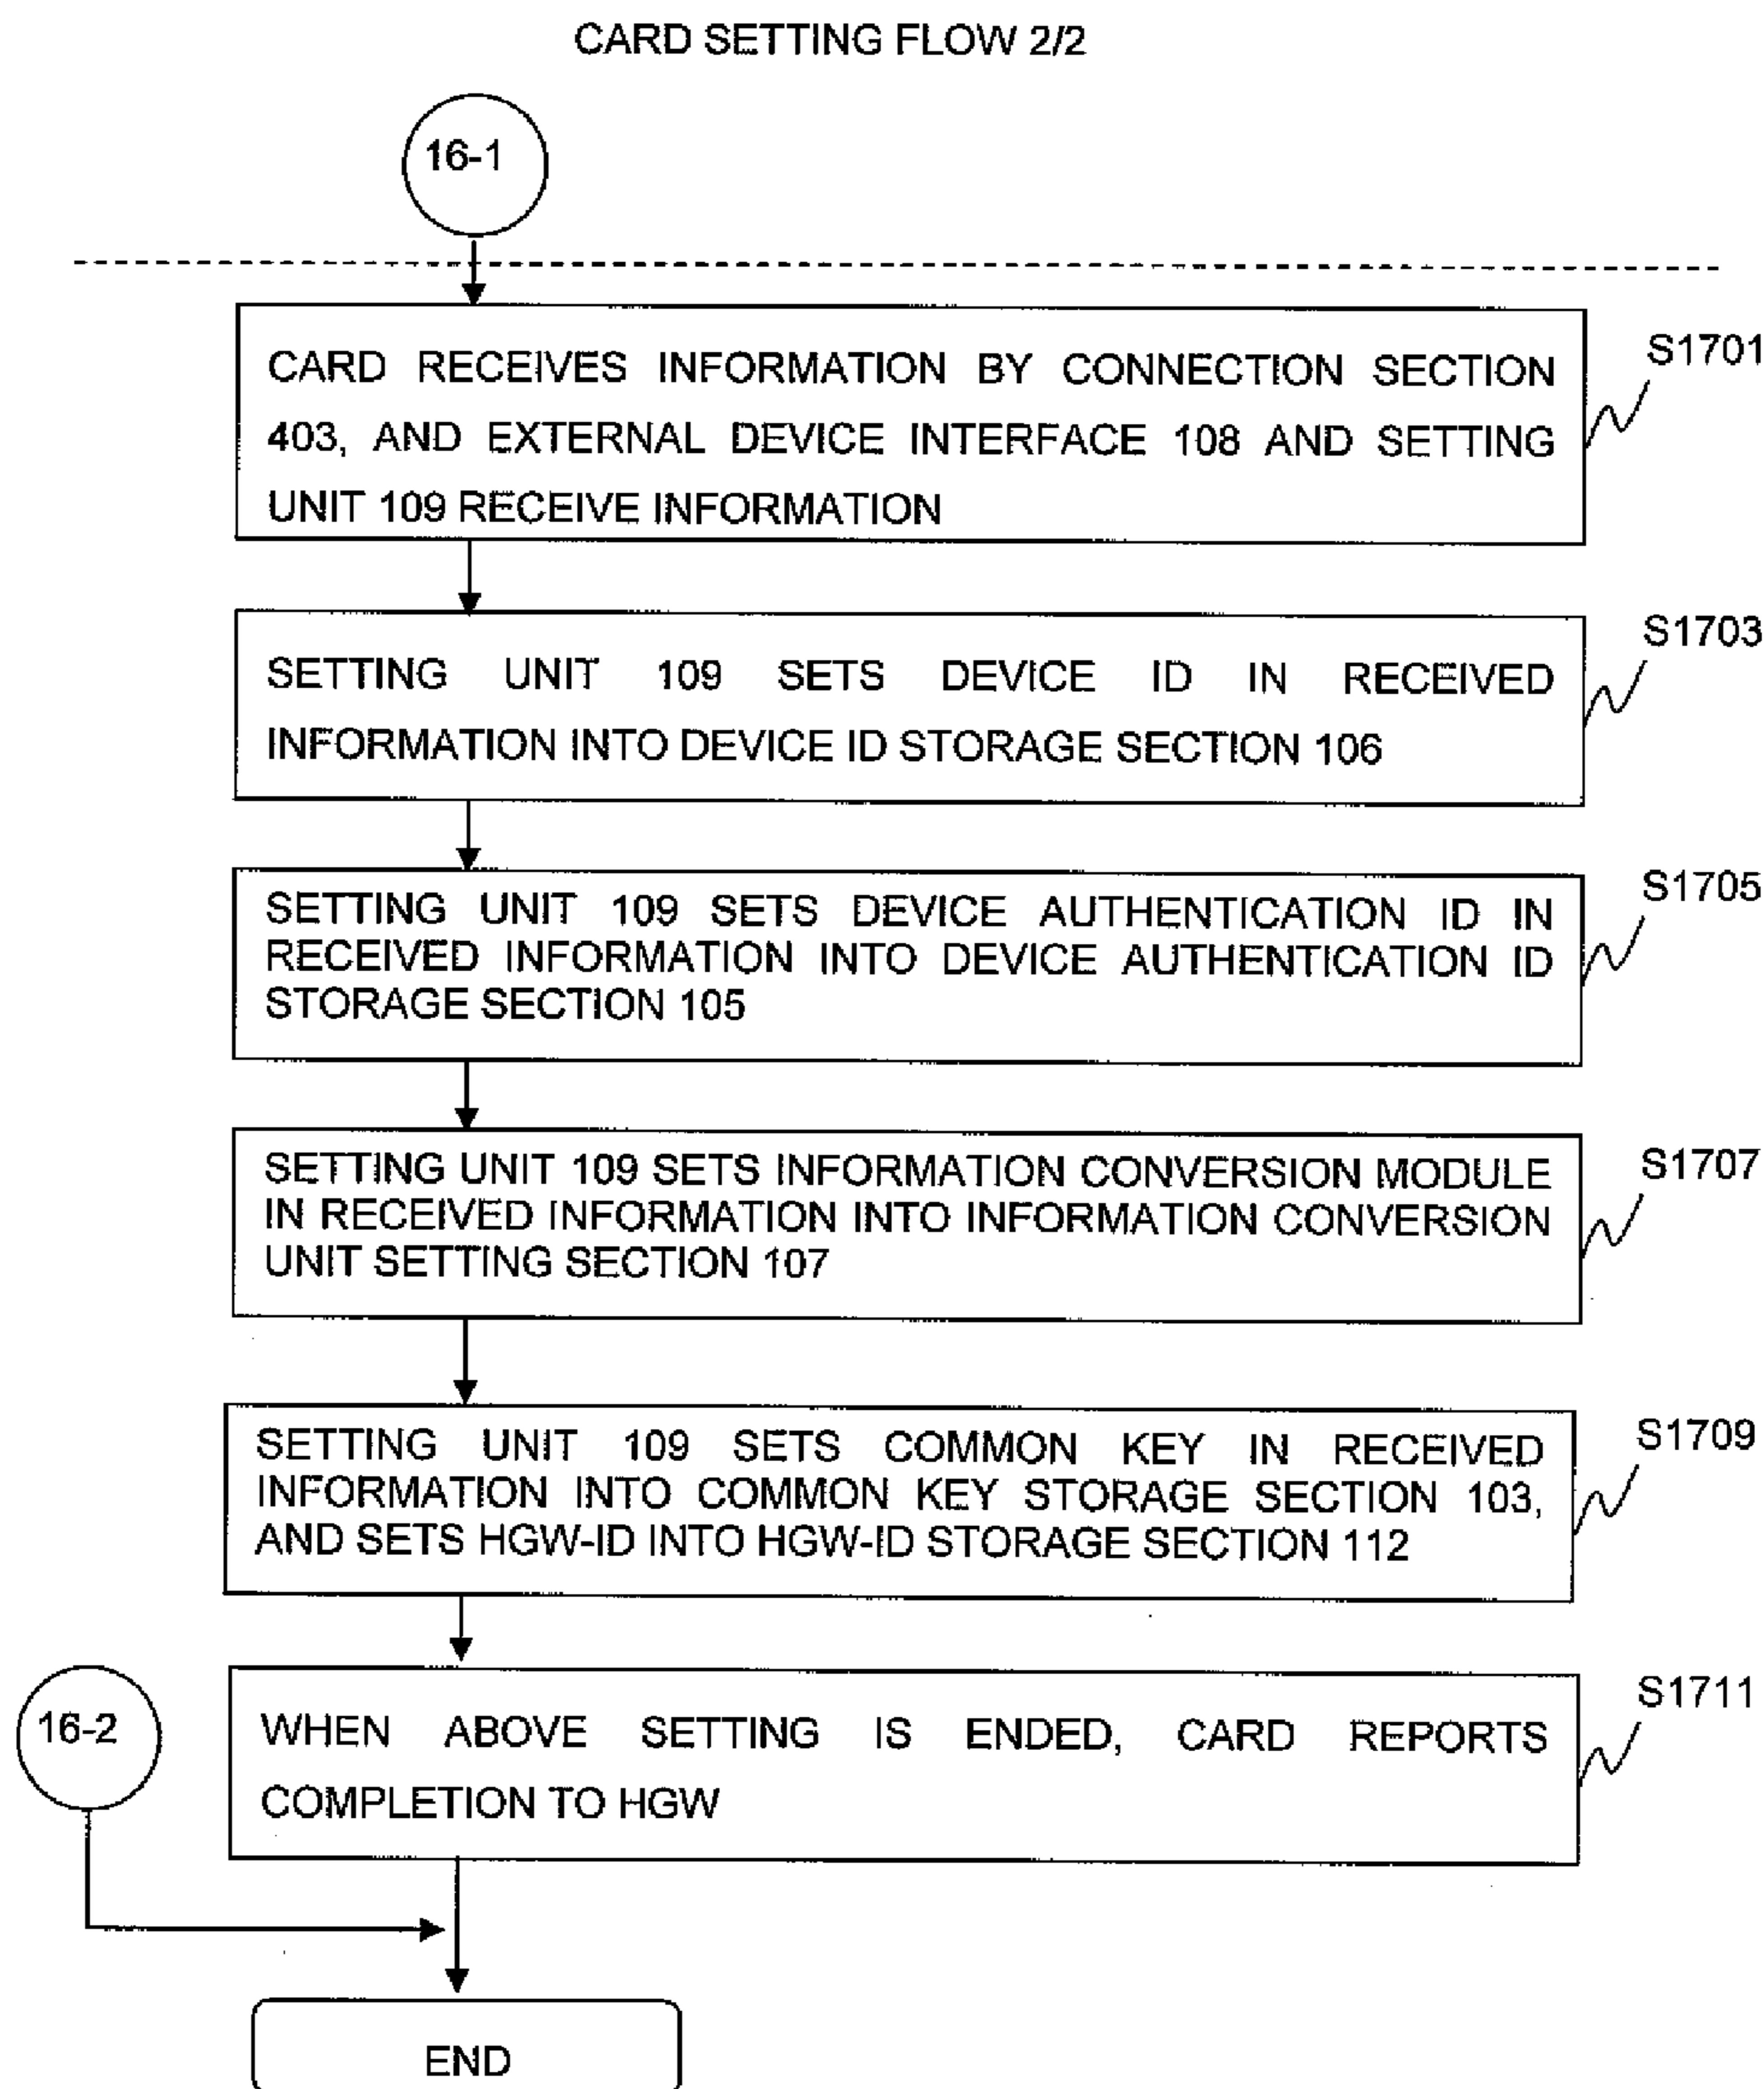 CARD SETTING FLOW 2/2
16-1
CARD RECEIVES INFORMATION BY CONNECTION SECTION
403, AND EXTERNAL DEVICE INTERFACE 108 AND SETTING
UNIT 109 RECEIVE INFORMATION
S1701
SETTING UNIT 109 SETS DEVICE ID IN RECEIVED
INFORMATION INTO DEVICE ID STORAGE SECTION 106
S1703
SETTING UNIT 109 SETS DEVICE AUTHENTICATION ID IN
RECEIVED INFORMATION INTO DEVICE AUTHENTICATION ID
STORAGE SECTION 105
S1705
SETTING UNIT 109 SETS INFORMATION CONVERSION MODULE
IN RECEIVED INFORMATION INTO INFORMATION CONVERSION
UNIT SETTING SECTION 107
S1707
SETTING UNIT 109 SETS COMMON KEY IN RECEIVED
INFORMATION INTO COMMON KEY STORAGE SECTION 103,
AND SETS HGW-ID INTO HGW-ID STORAGE SECTION 112
S1709
16-2
WHEN ABOVE SETTING IS ENDED, CARD REPORTS
COMPLETION TO HGW
S1711
END